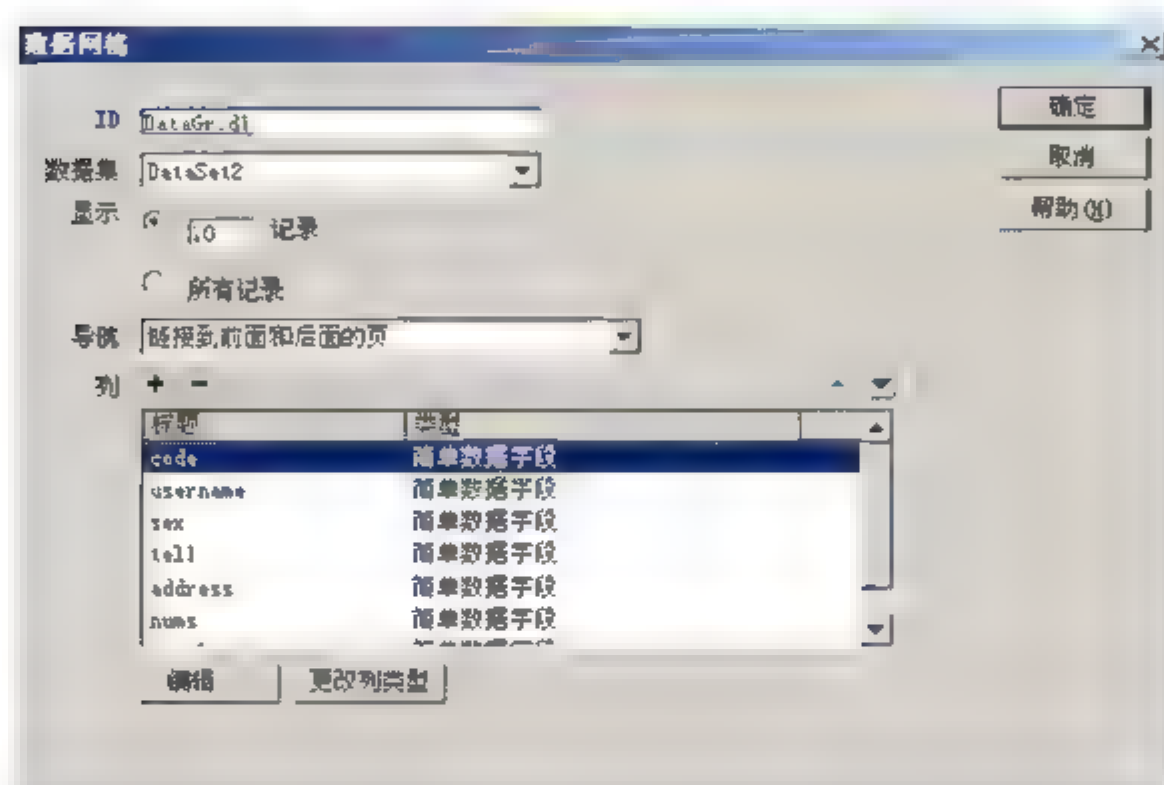 数据网格
ID DataGr.d1
确定
数据集 DataSet2
取消
显示 记录
帮助(H)
所有记录
导航 链接到前面和后面的页
列 + -
标题 类型
code 简单数据字段
username 简单数据字段
sex 简单数据字段
tell 简单数据字段
address 简单数据字段
nums 简单数据字段
编辑 更改列类型